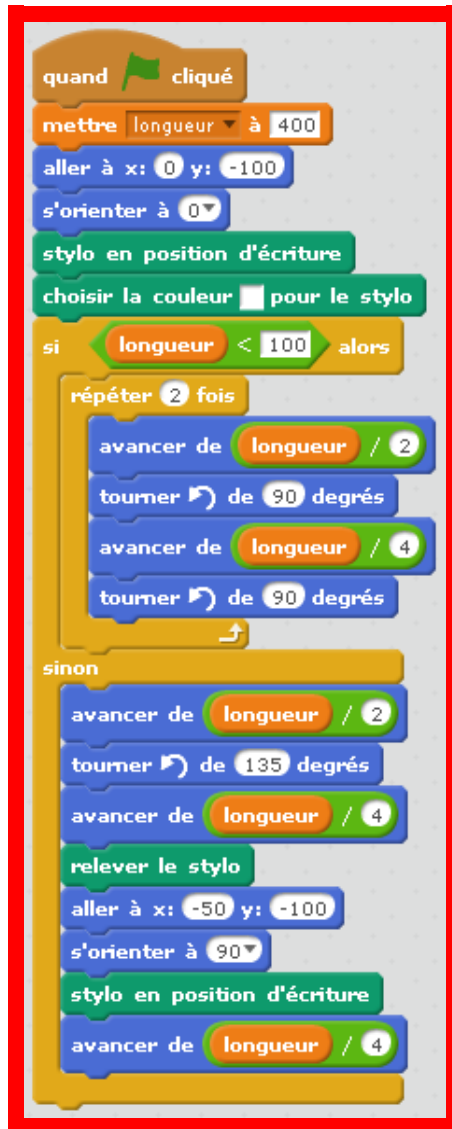 quand cliqué
mettre longueur à 400
aller à x: 0 y: -100
s'orienter à 0
stylo en position d'écriture
choisir la couleur pour le stylo
si longueur < 100 alors
répéter 2 fois
avancer de longueur / 2
tourner de 90 degrés
avancer de longueur / 4
tourner de 90 degrés
sinon
avancer de longueur / 2
tourner de 135 degrés
avancer de longueur / 4
relever le stylo
aller à x: -50 y: -100
s'orienter à 90
stylo en position d'écriture
avancer de longueur / 4